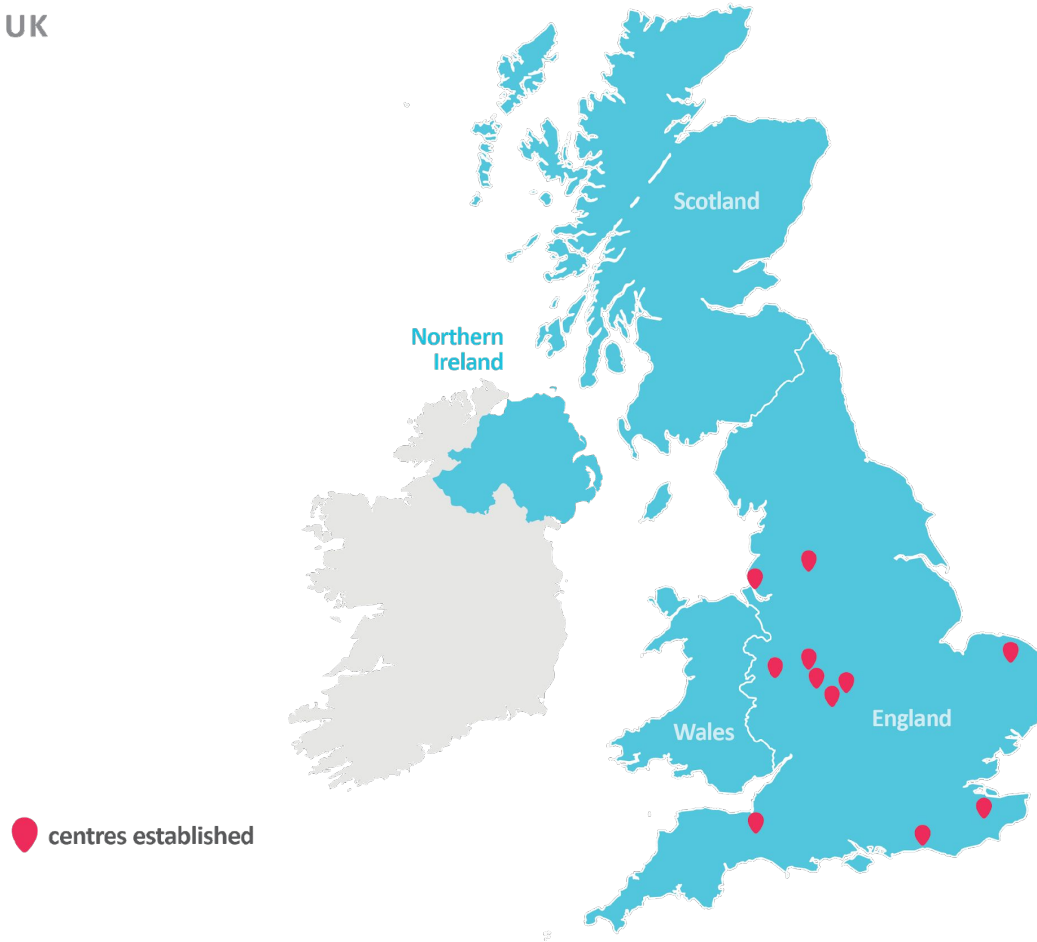 UK
Scotland
Northern
Ireland
Wales
England
centres established